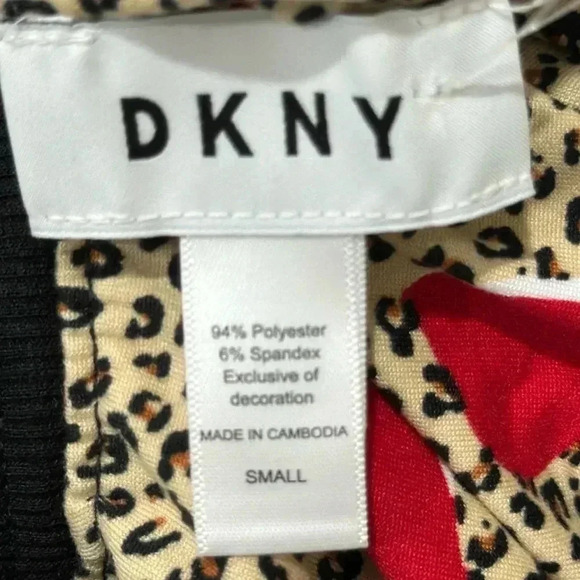 DKNY
94% Polyester
6% Spandex
Exclusive of
decoration
MADE IN CAMBODIA
SMALL